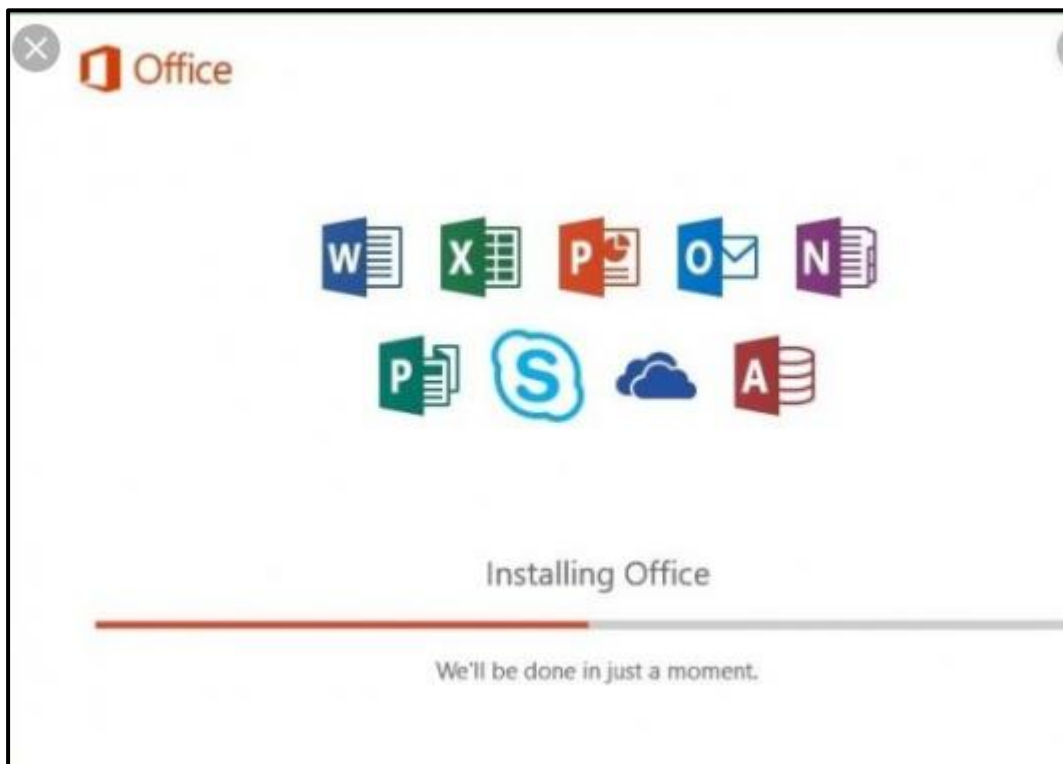 Office
W X P O N
P S A
Installing Office
We'll be done in just a moment.